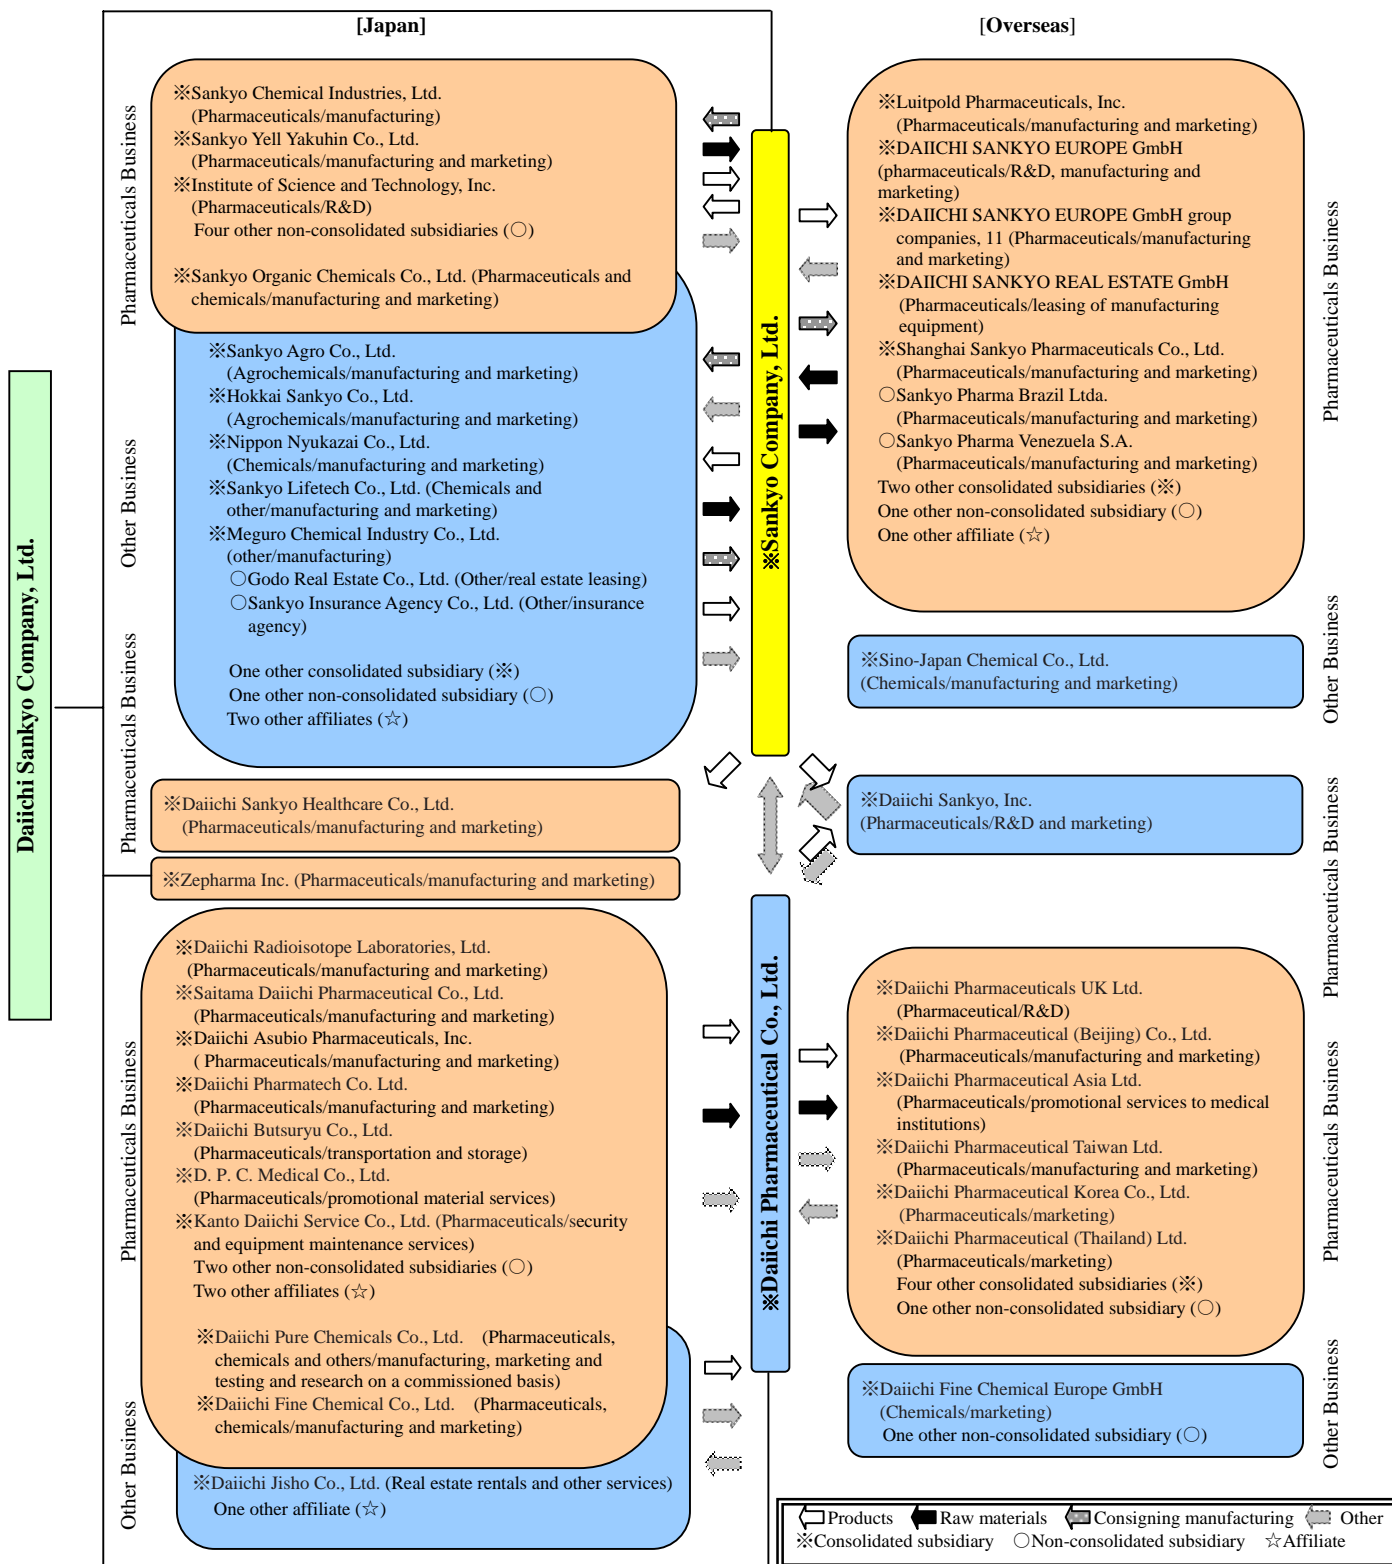 [Japan]
[Overseas]
Daiichi Sankyo Company, Ltd.
Pharmaceuticals Business
※Sankyo Chemical Industries, Ltd.
(Pharmaceuticals/manufacturing)
※Sankyo Yell Yakuhin Co., Ltd.
(Pharmaceuticals/manufacturing and marketing)
※Institute of Science and Technology, Inc.
(Pharmaceuticals/R&D)
Four other non-consolidated subsidiaries (○)
※Sankyo Organic Chemicals Co., Ltd. (Pharmaceuticals and
chemicals/manufacturing and marketing)
Other Business
※Sankyo Agro Co., Ltd.
(Agrochemicals/manufacturing and marketing)
※Hokkai Sankyo Co., Ltd.
(Agrochemicals/manufacturing and marketing)
※Nippon Nyukazai Co., Ltd.
(Chemicals/manufacturing and marketing)
※Sankyo Lifetech Co., Ltd. (Chemicals and
other/manufacturing and marketing)
※Meguro Chemical Industry Co., Ltd.
(other/manufacturing)
○Godo Real Estate Co., Ltd. (Other/real estate leasing)
○Sankyo Insurance Agency Co., Ltd. (Other/insurance
agency)
One other consolidated subsidiary (※)
One other non-consolidated subsidiary (○)
Two other affiliates (☆)
Pharmaceuticals Business
※Daiichi Sankyo Healthcare Co., Ltd.
(Pharmaceuticals/manufacturing and marketing)
※Zepharma Inc. (Pharmaceuticals/manufacturing and marketing)
Pharmaceuticals Business
※Daiichi Radioisotope Laboratories, Ltd.
(Pharmaceuticals/manufacturing and marketing)
※Saitama Daiichi Pharmaceutical Co., Ltd.
(Pharmaceuticals/manufacturing and marketing)
※Daiichi Asubio Pharmaceuticals, Inc.
( Pharmaceuticals/manufacturing and marketing)
※Daiichi Pharmatech Co. Ltd.
(Pharmaceuticals/manufacturing and marketing)
※Daiichi Butsuryu Co., Ltd.
(Pharmaceuticals/transportation and storage)
※D. P. C. Medical Co., Ltd.
(Pharmaceuticals/promotional material services)
※Kanto Daiichi Service Co., Ltd. (Pharmaceuticals/security
and equipment maintenance services)
Two other non-consolidated subsidiaries (○)
Two other affiliates (☆)
※Daiichi Pure Chemicals Co., Ltd. (Pharmaceuticals,
chemicals and others/manufacturing, marketing and
testing and research on a commissioned basis)
※Daiichi Fine Chemical Co., Ltd. (Pharmaceuticals,
chemicals/manufacturing and marketing)
Other Business
※Daiichi Jisho Co., Ltd. (Real estate rentals and other services)
One other affiliate (☆)
※Sankyo Company, Ltd.
※Daiichi Pharmaceutical Co., Ltd.
※Luitpold Pharmaceuticals, Inc.
(Pharmaceuticals/manufacturing and marketing)
※DAIICHI SANKYO EUROPE GmbH
(pharmaceuticals/R&D, manufacturing and
marketing)
※DAIICHI SANKYO EUROPE GmbH group
companies, 11 (Pharmaceuticals/manufacturing
and marketing)
※DAIICHI SANKYO REAL ESTATE GmbH
(Pharmaceuticals/leasing of manufacturing
equipment)
※Shanghai Sankyo Pharmaceuticals Co., Ltd.
(Pharmaceuticals/manufacturing and marketing)
○Sankyo Pharma Brazil Ltda.
(Pharmaceuticals/manufacturing and marketing)
○Sankyo Pharma Venezuela S.A.
(Pharmaceuticals/manufacturing and marketing)
Two other consolidated subsidiaries (※)
One other non-consolidated subsidiary (○)
One other affiliate (☆)
Pharmaceuticals Business
※Sino-Japan Chemical Co., Ltd.
(Chemicals/manufacturing and marketing)
Other Business
※Daiichi Sankyo, Inc.
(Pharmaceuticals/R&D and marketing)
Pharmaceuticals Business
※Daiichi Pharmaceuticals UK Ltd.
(Pharmaceutical/R&D)
※Daiichi Pharmaceutical (Beijing) Co., Ltd.
(Pharmaceuticals/manufacturing and marketing)
※Daiichi Pharmaceutical Asia Ltd.
(Pharmaceuticals/promotional services to medical
institutions)
※Daiichi Pharmaceutical Taiwan Ltd.
(Pharmaceuticals/manufacturing and marketing)
※Daiichi Pharmaceutical Korea Co., Ltd.
(Pharmaceuticals/marketing)
※Daiichi Pharmaceutical (Thailand) Ltd.
(Pharmaceuticals/marketing)
Four other consolidated subsidiaries (※)
One other non-consolidated subsidiary (○)
Pharmaceuticals Business
※Daiichi Fine Chemical Europe GmbH
(Chemicals/marketing)
One other non-consolidated subsidiary (○)
Other Business
Products Raw materials Consigning manufacturing Other
※Consolidated subsidiary ○Non-consolidated subsidiary ☆Affiliate